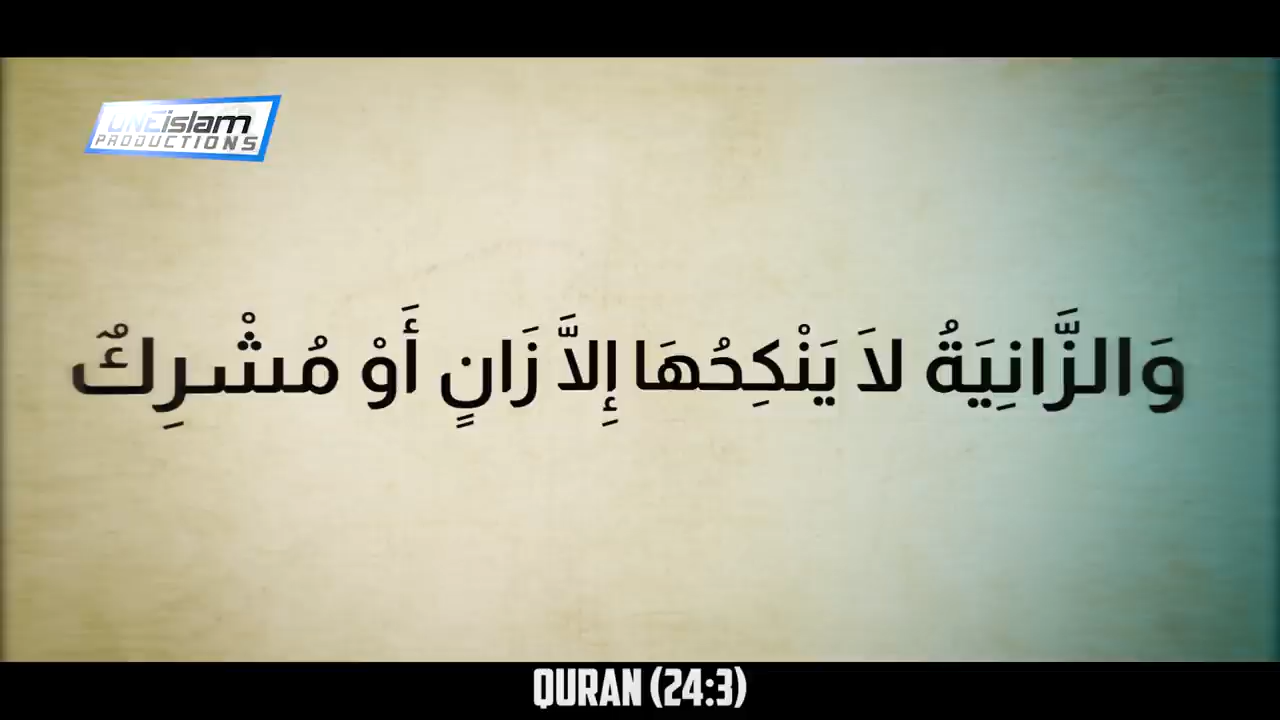 ONEislam
PRODUCTIONS
وَالزَّانِيَةُ لاَ يَنْكِحُهَا إِلاَّ زَانٍ أَوْ مُشْرِكٌ
QURAN (24:3)